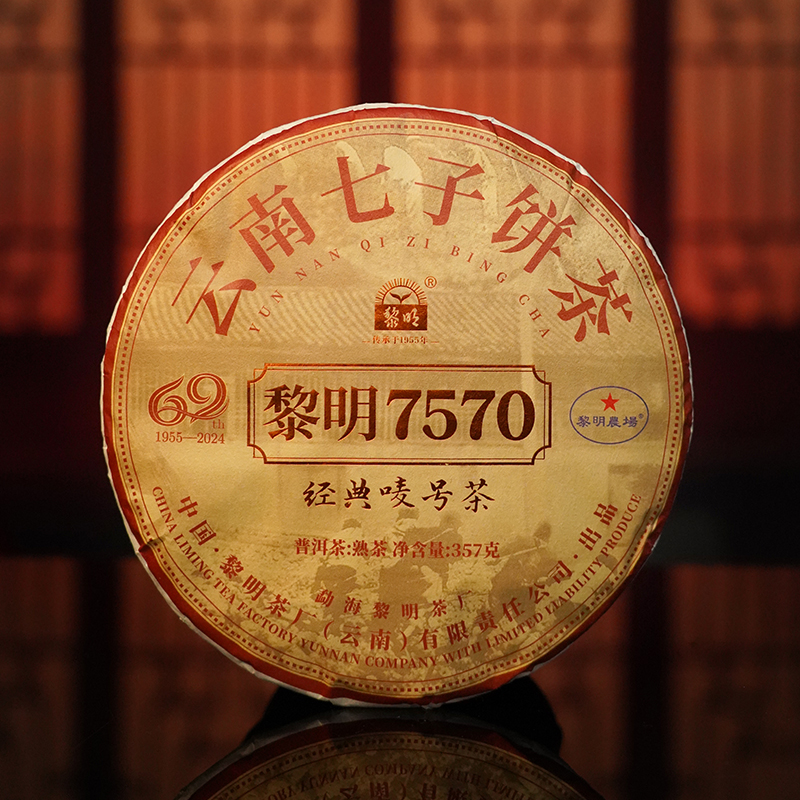 云南七子饼茶
YUN NAN QI ZI BING CHA
®
黎明
传承于1955年
69th
1955—2024
黎明7570
黎明農場®
经典唛号茶
普洱茶:熟茶 净含量:357克
勐海黎明茶厂
中国·黎明茶厂(云南)有限责任公司·出品
CHINA LIMING TEA FACTORY YUNNAN COMPANY WITH LIMITED LIABILITY PRODUCE